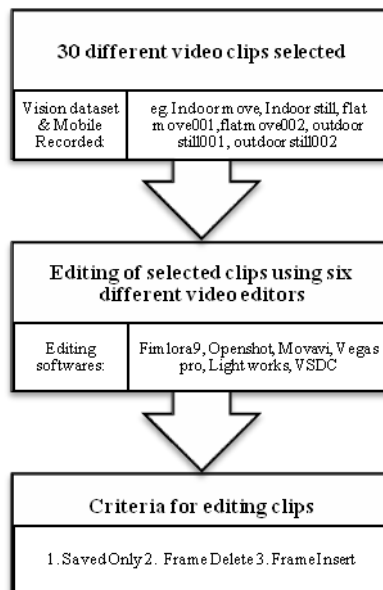 30 different video clips selected
Vision dataset
& Mobile
Recorded:
eg. Indoor move, Indoor still, flat
move001,flatmove002, outdoor
still001, outdoor still002
Editing of selected clips using six
different video editors
Editing
softwares:
Fimlora9, Openshot, Movavi, Vegas
pro, Light works, VSDC
Criteria for editing clips
1. Saved Only 2. Frame Delete 3. Frame Insert